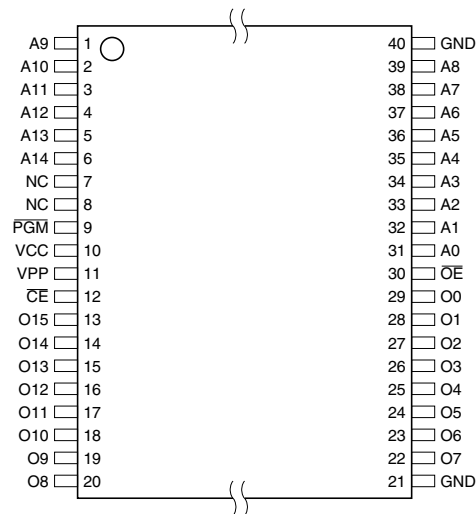 A9 1 40 GND
A10 2 39 A8
A11 3 38 A7
A12 4 37 A6
A13 5 36 A5
A14 6 35 A4
NC 7 34 A3
NC 8 33 A2
P̅G̅M̅ 9 32 A1
VCC 10 31 A0
VPP 11 30 O̅E̅
C̅E̅ 12 29 O0
O15 13 28 O1
O14 14 27 O2
O13 15 26 O3
O12 16 25 O4
O11 17 24 O5
O10 18 23 O6
O9 19 22 O7
O8 20 21 GND